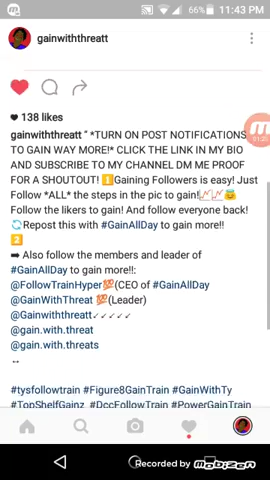 66% 11:43 PM
gainwiththreatt
138 likes
gainwiththreatt " *TURN ON POST NOTIFICATIONS
TO GAIN WAY MORE!* CLICK THE LINK IN MY BIO
AND SUBSCRIBE TO MY CHANNEL DM ME PROOF
FOR A SHOUTOUT! 1️⃣Gaining Followers is easy! Just
Follow *ALL* the steps in the pic to gain!📈📈😇
Follow the likers to gain! And follow everyone back!
🔄Repost this with #GainAllDay to gain more!!
2️⃣
➡ Also follow the members and leader of
#GainAllDay to gain more!!:
@FollowTrainHyper💯(CEO of #GainAllDay
@GainWithThreat 💯(Leader)
@Gainwiththreatt↙↙↙↙↙
@gain.with.threat
@gain.with.threats
↔
#tysfollowtrain #Figure8GainTrain #GainWithTy
#TopShelfGainz #DccFollowTrain #PowerGainTrain
Recorded by MOBIZEN